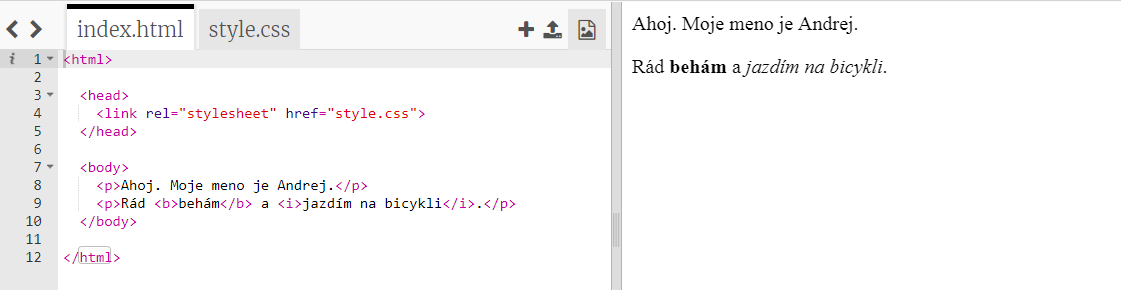 index.html style.css
i 1 <html>
2
3 <head>
4 <link rel="stylesheet" href="style.css">
5 </head>
6
7 <body>
8 <p>Ahoj. Moje meno je Andrej.</p>
9 <p>Rád <b>behám</b> a <i>jazdím na bicykli</i>.</p>
10 </body>
11
12 </html>
Ahoj. Moje meno je Andrej.
Rád behám a jazdím na bicykli.